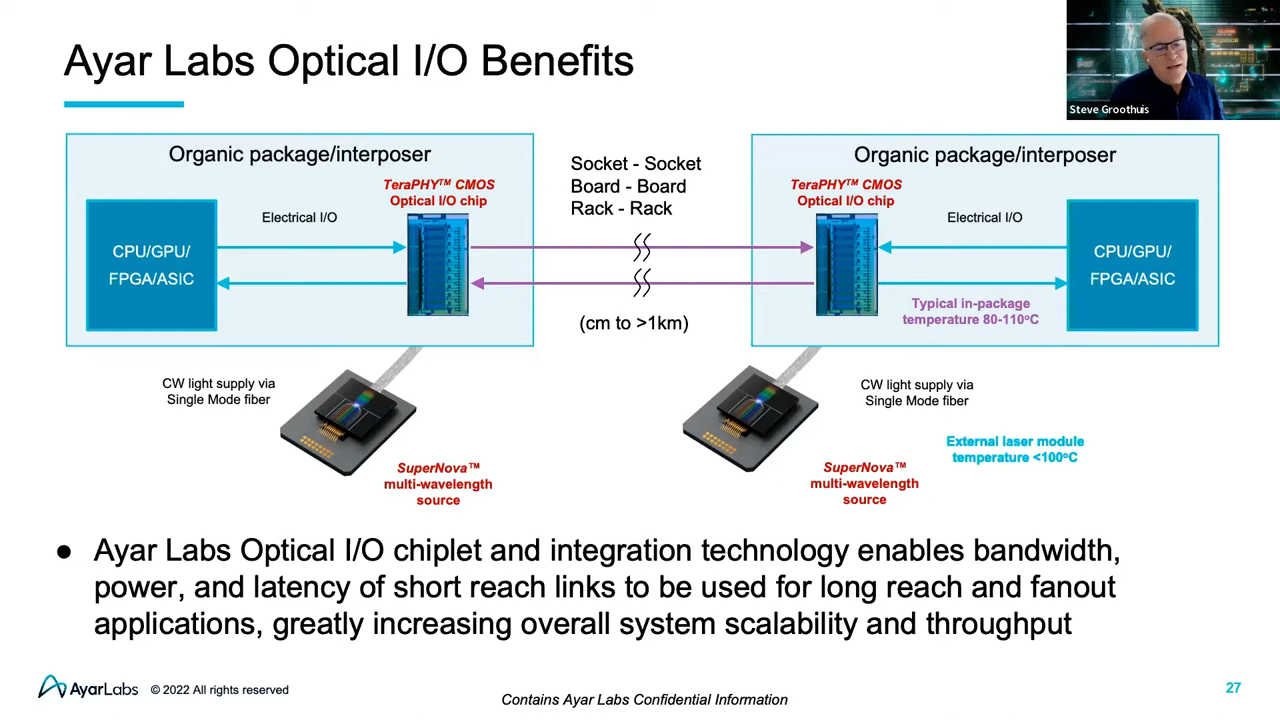 Ayar Labs Optical I/O Benefits
Steve Groothuis
Organic package/interposer
TeraPHY™ CMOS
Optical I/O chip
Electrical I/O
CPU/GPU/
FPGA/ASIC
Socket - Socket
Board - Board
Rack - Rack
(cm to >1km)
Organic package/interposer
TeraPHY™ CMOS
Optical I/O chip
Electrical I/O
CPU/GPU/
FPGA/ASIC
Typical in-package
temperature 80-110°C
CW light supply via
Single Mode fiber
SuperNova™
multi-wavelength
source
CW light supply via
Single Mode fiber
External laser module
temperature <100°C
SuperNova™
multi-wavelength
source
● Ayar Labs Optical I/O chiplet and integration technology enables bandwidth,
power, and latency of short reach links to be used for long reach and fanout
applications, greatly increasing overall system scalability and throughput
AyarLabs
© 2022 All rights reserved
Contains Ayar Labs Confidential Information
27